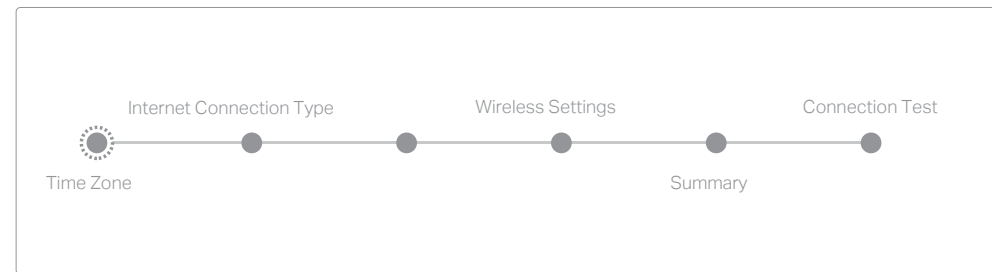 Internet Connection Type
Wireless Settings
Connection Test
Time Zone
Summary